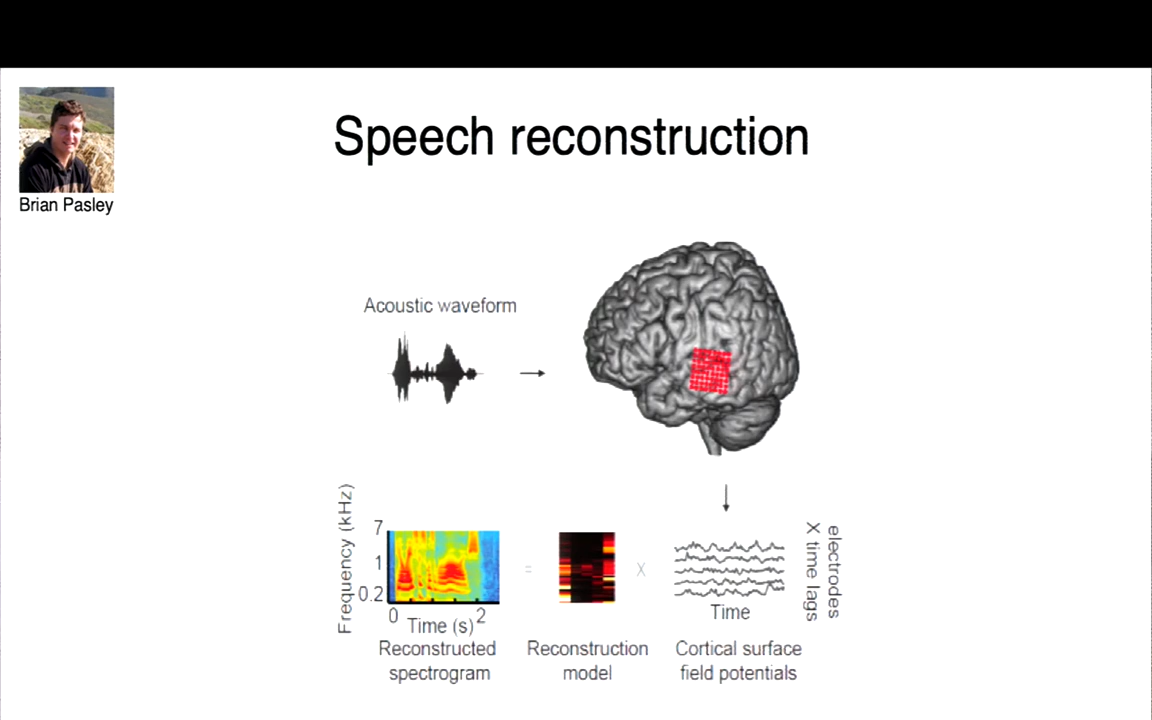 Speech reconstruction
Brian Pasley
Acoustic waveform
Frequency (kHz)
7
1
0.2
0
2
Time (s)
Reconstructed
spectrogram
=
Reconstruction
model
X
Time
electrodes
X time lags
Cortical surface
field potentials